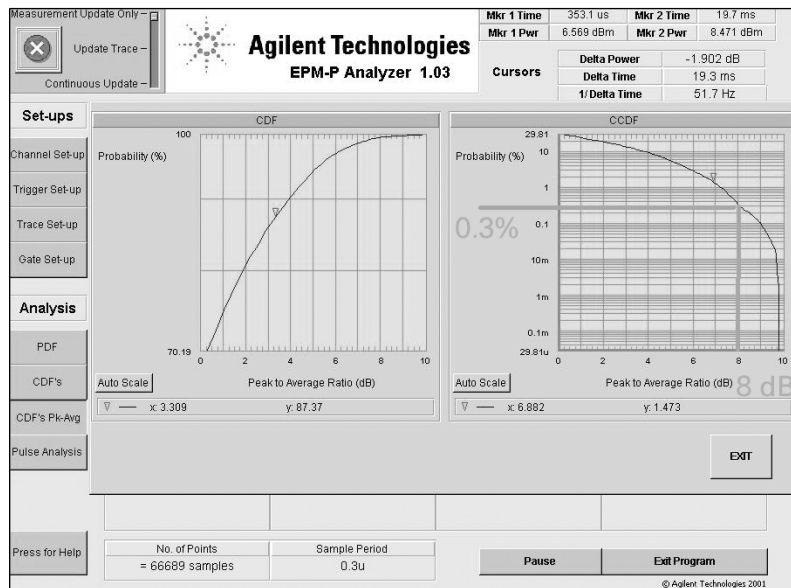 Measurement Update Only
Update Trace
Continuous Update
Agilent Technologies
EPM-P Analyzer 1.03
Mkr 1 Time 353.1 us Mkr 2 Time 19.7 ms
Mkr 1 Pwr 6.569 dBm Mkr 2 Pwr 8.471 dBm
Cursors
Delta Power -1.902 dB
Delta Time 19.3 ms
1/Delta Time 51.7 Hz
Set-ups
Channel Set-up
Trigger Set-up
Trace Set-up
Gate Set-up
Analysis
PDF
CDF's
CDF's Pk-Avg
Pulse Analysis
Press for Help
CDF
100
Probability (%)
70.19
0 2 4 6 8 10
Auto Scale
Peak to Average Ratio (dB)
x: 3.309 y: 87.37
CCDF
29.81
Probability (%)
10
1
0.3%
0.1
10m
1m
0.1m
29.81u
0 2 4 6 8 10
Auto Scale
Peak to Average Ratio (dB)
8 dB
x: 6.882 y: 1.473
EXIT
No. of Points
= 66689 samples
Sample Period
0.3u
Pause
Exit Program
© Agilent Technologies 2001